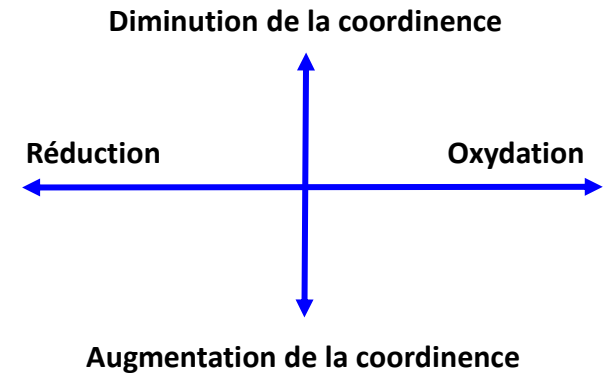 Diminution de la coordinence
Réduction
Oxydation
Augmentation de la coordinence